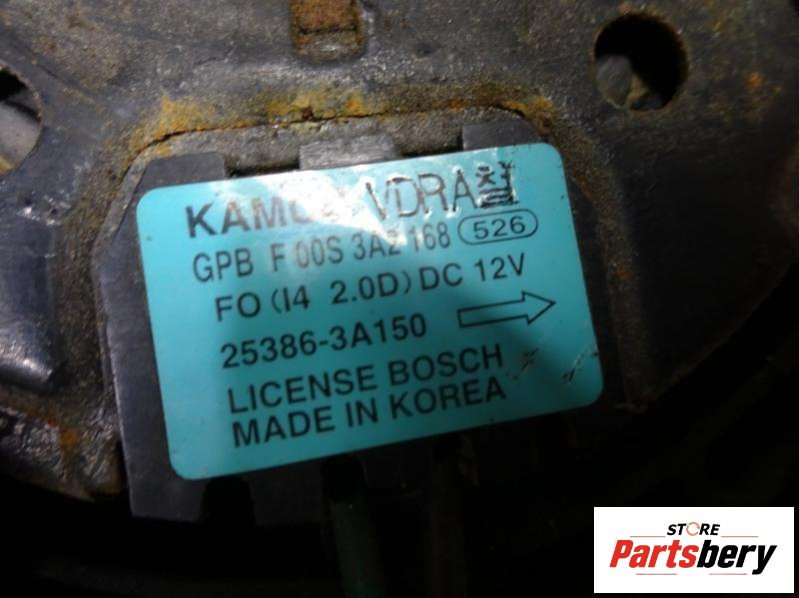 VDRA
GPB F 00S 3A2 168 526
FO (I4 2.0D) DC 12V
25386-3A150
LICENSE BOSCH
MADE IN KOREA
STORE
Partsbery